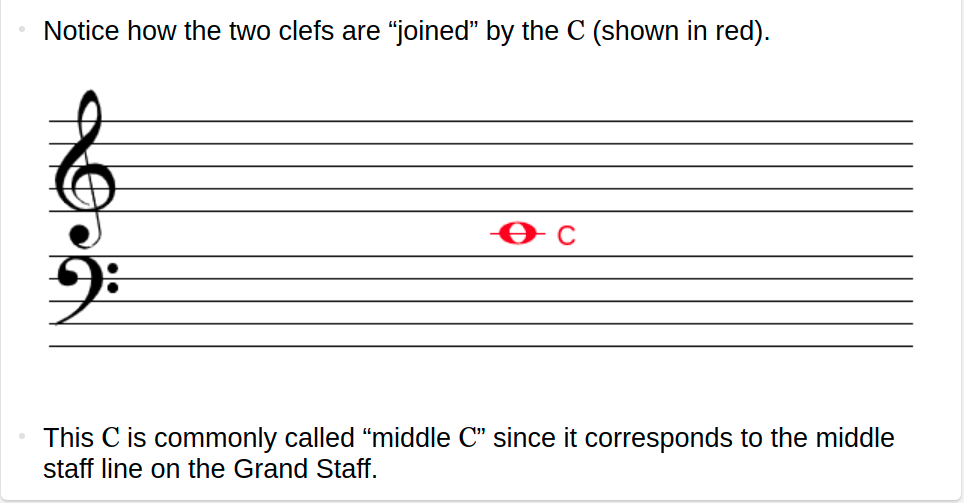 Notice how the two clefs are “joined” by the C (shown in red).
C
This C is commonly called “middle C” since it corresponds to the middle
staff line on the Grand Staff.